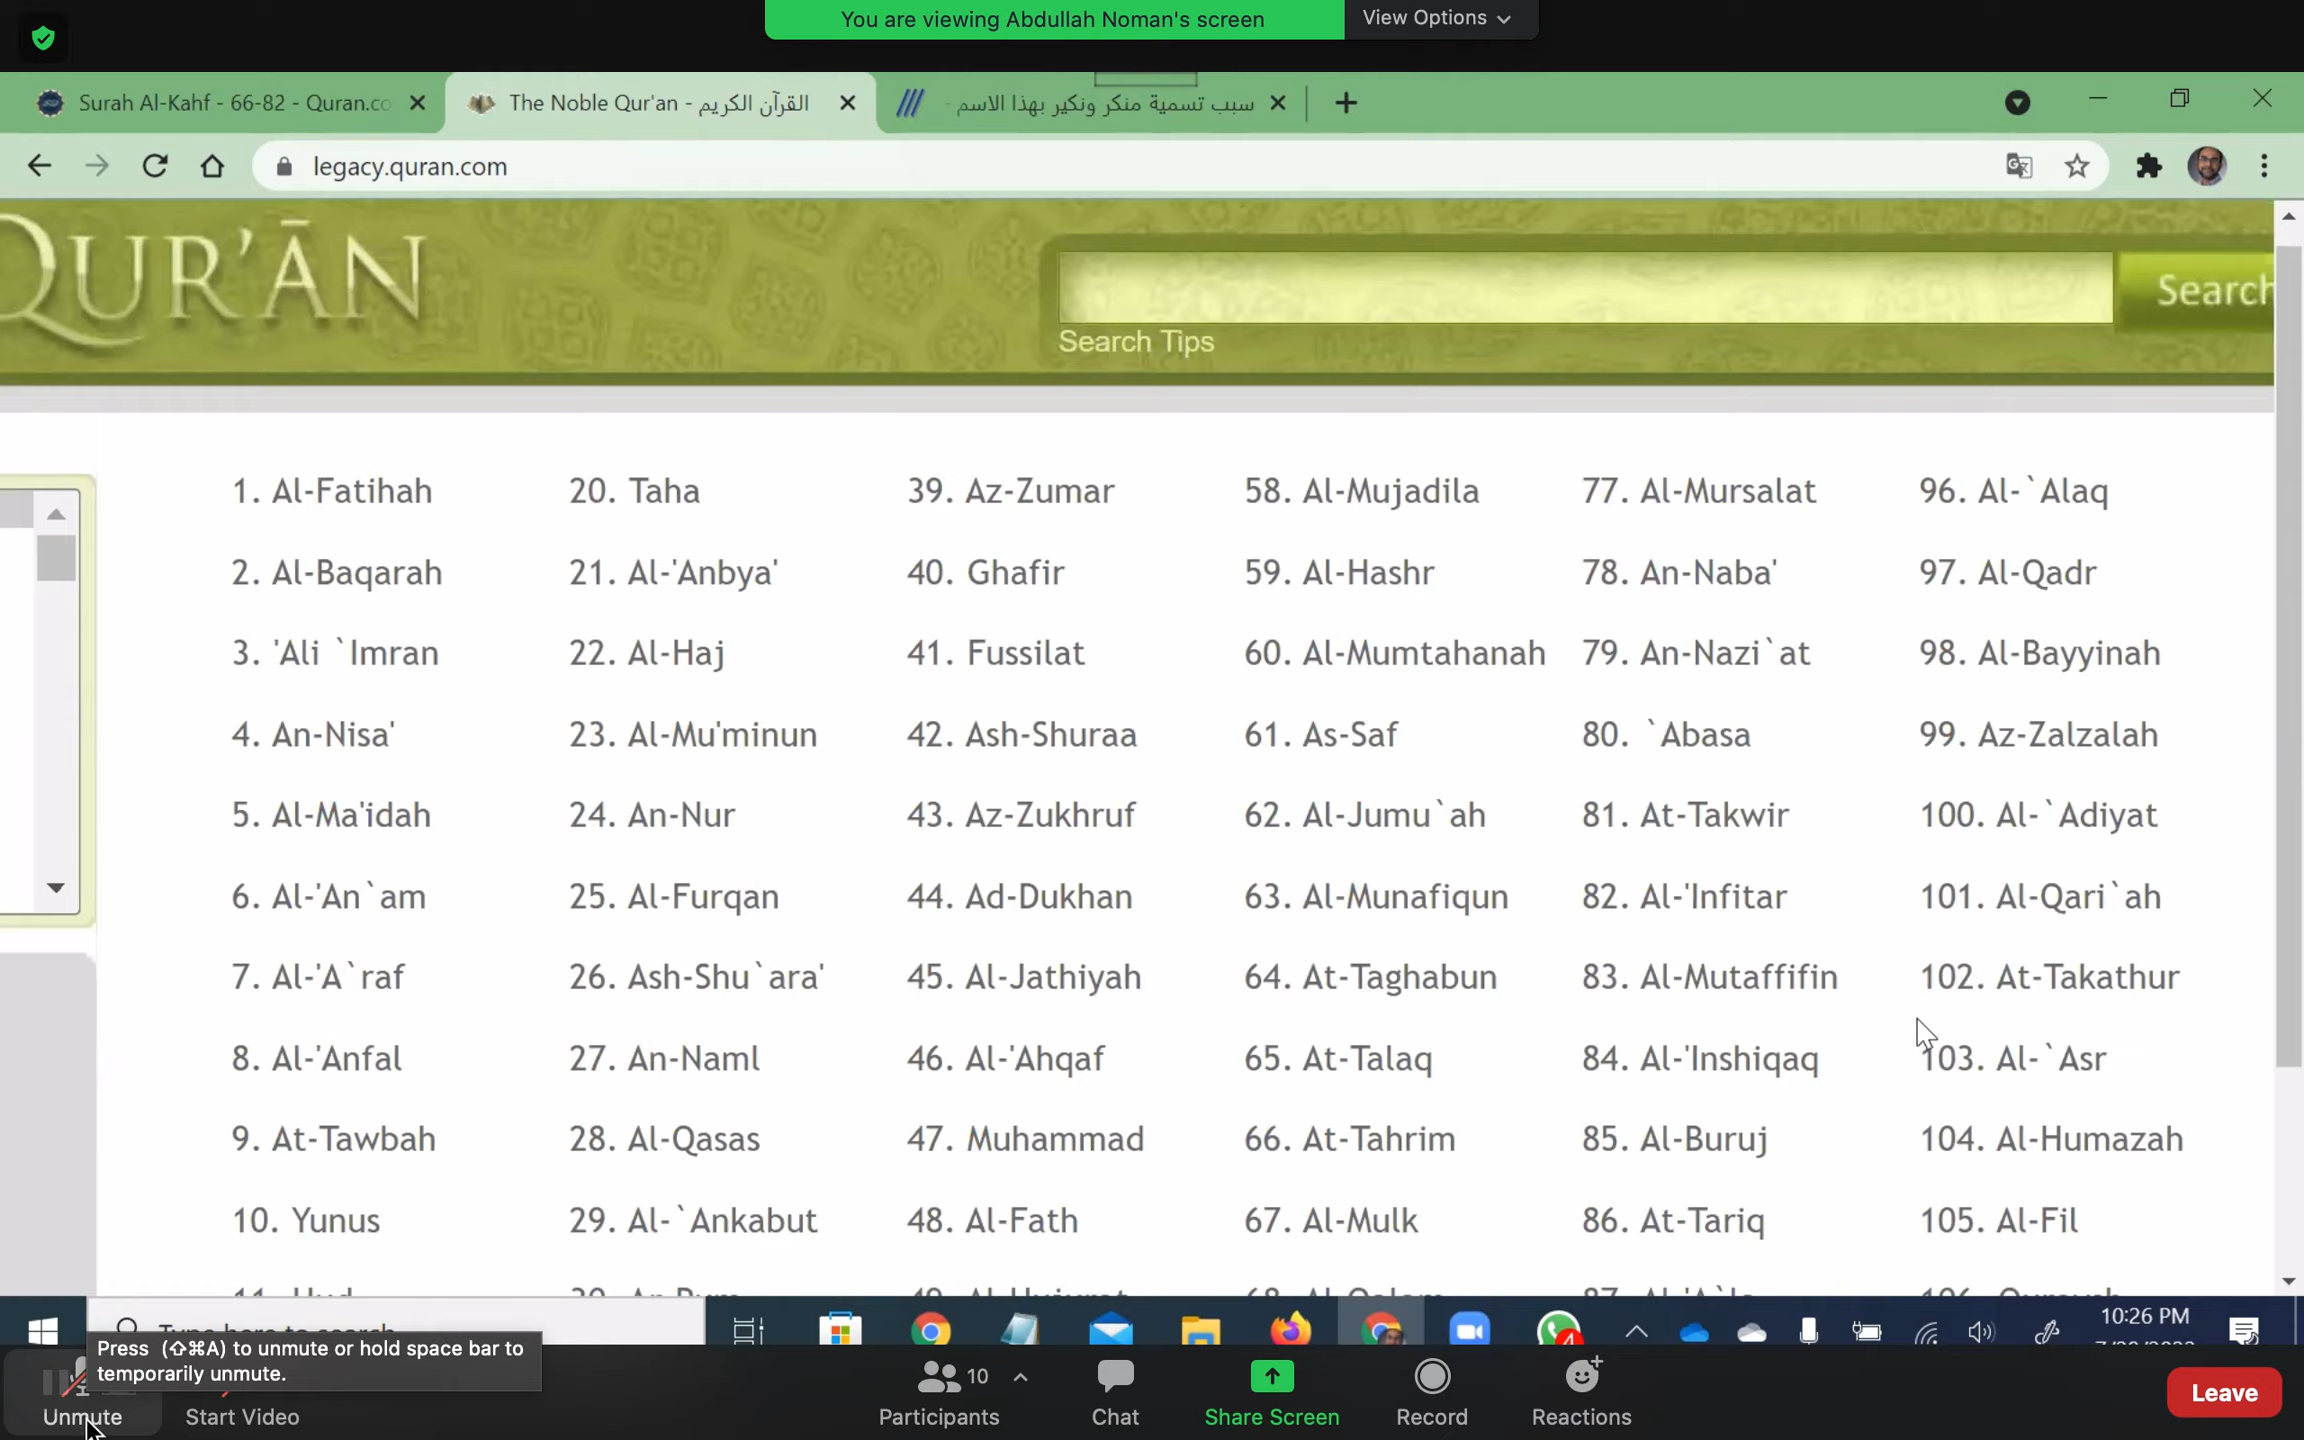 You are viewing Abdullah Noman's screen View Options
Surah Al-Kahf - 66-82 - Quran.co
The Noble Qur'an - القرآن الكريم
سبب تسمية منكر ونكير بهذا الاسم -
legacy.quran.com
QUR'ĀN
Search
Search Tips
1. Al-Fatihah 20. Taha 39. Az-Zumar 58. Al-Mujadila 77. Al-Mursalat 96. Al-`Alaq
2. Al-Baqarah 21. Al-'Anbya' 40. Ghafir 59. Al-Hashr 78. An-Naba' 97. Al-Qadr
3. 'Ali `Imran 22. Al-Haj 41. Fussilat 60. Al-Mumtahanah 79. An-Nazi`at 98. Al-Bayyinah
4. An-Nisa' 23. Al-Mu'minun 42. Ash-Shuraa 61. As-Saf 80. `Abasa 99. Az-Zalzalah
5. Al-Ma'idah 24. An-Nur 43. Az-Zukhruf 62. Al-Jumu`ah 81. At-Takwir 100. Al-`Adiyat
6. Al-'An`am 25. Al-Furqan 44. Ad-Dukhan 63. Al-Munafiqun 82. Al-'Infitar 101. Al-Qari`ah
7. Al-'A`raf 26. Ash-Shu`ara' 45. Al-Jathiyah 64. At-Taghabun 83. Al-Mutaffifin 102. At-Takathur
8. Al-'Anfal 27. An-Naml 46. Al-'Ahqaf 65. At-Talaq 84. Al-'Inshiqaq 103. Al-`Asr
9. At-Tawbah 28. Al-Qasas 47. Muhammad 66. At-Tahrim 85. Al-Buruj 104. Al-Humazah
10. Yunus 29. Al-`Ankabut 48. Al-Fath 67. Al-Mulk 86. At-Tariq 105. Al-Fil
Type here to search
4
10:26 PM
Press (⇧⌘A) to unmute or hold space bar to
temporarily unmute.
10
Unmute Start Video Participants Chat Share Screen Record Reactions Leave